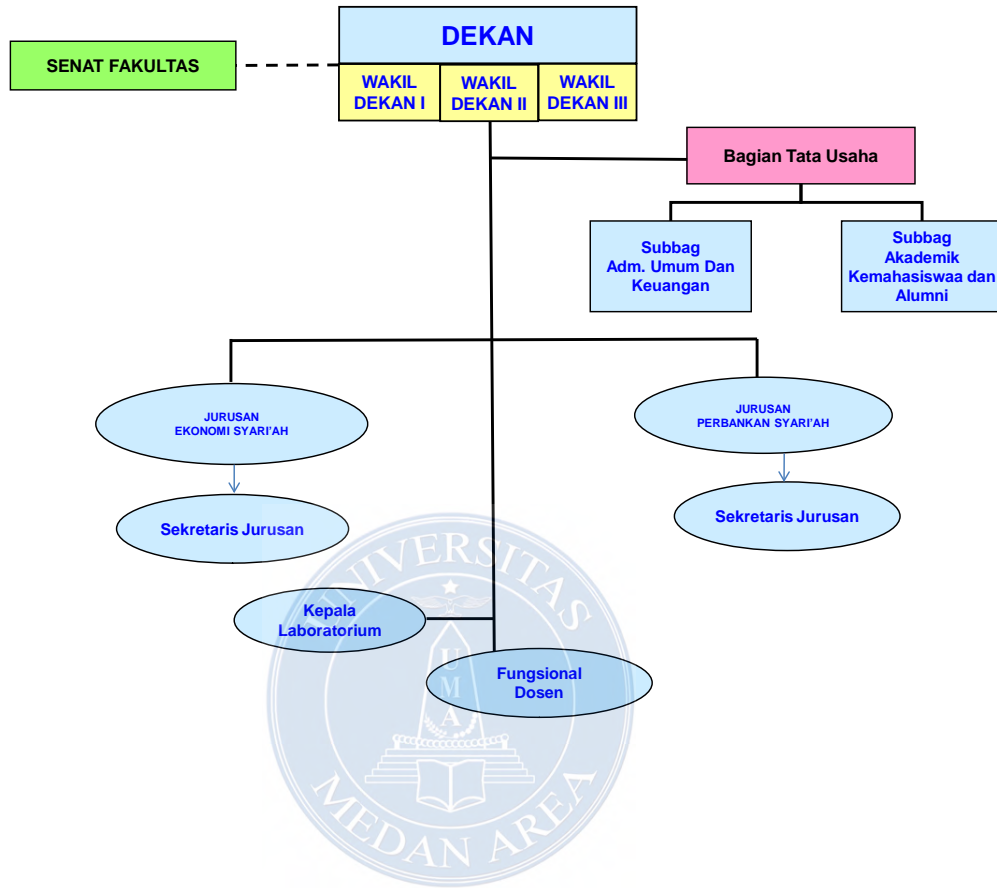 DEKAN
SENAT FAKULTAS
WAKIL
DEKAN I
WAKIL
DEKAN II
WAKIL
DEKAN III
Bagian Tata Usaha
Subbag
Adm. Umum Dan
Keuangan
Subbag
Akademik
Kemahasiswaa dan
Alumni
JURUSAN
EKONOMI SYARI'AH
JURUSAN
PERBANKAN SYARI'AH
Sekretaris Jurusan
Sekretaris Jurusan
Kepala
Laboratorium
Fungsional
Dosen
UNIVERSITAS
U
M
A
MEDAN AREA